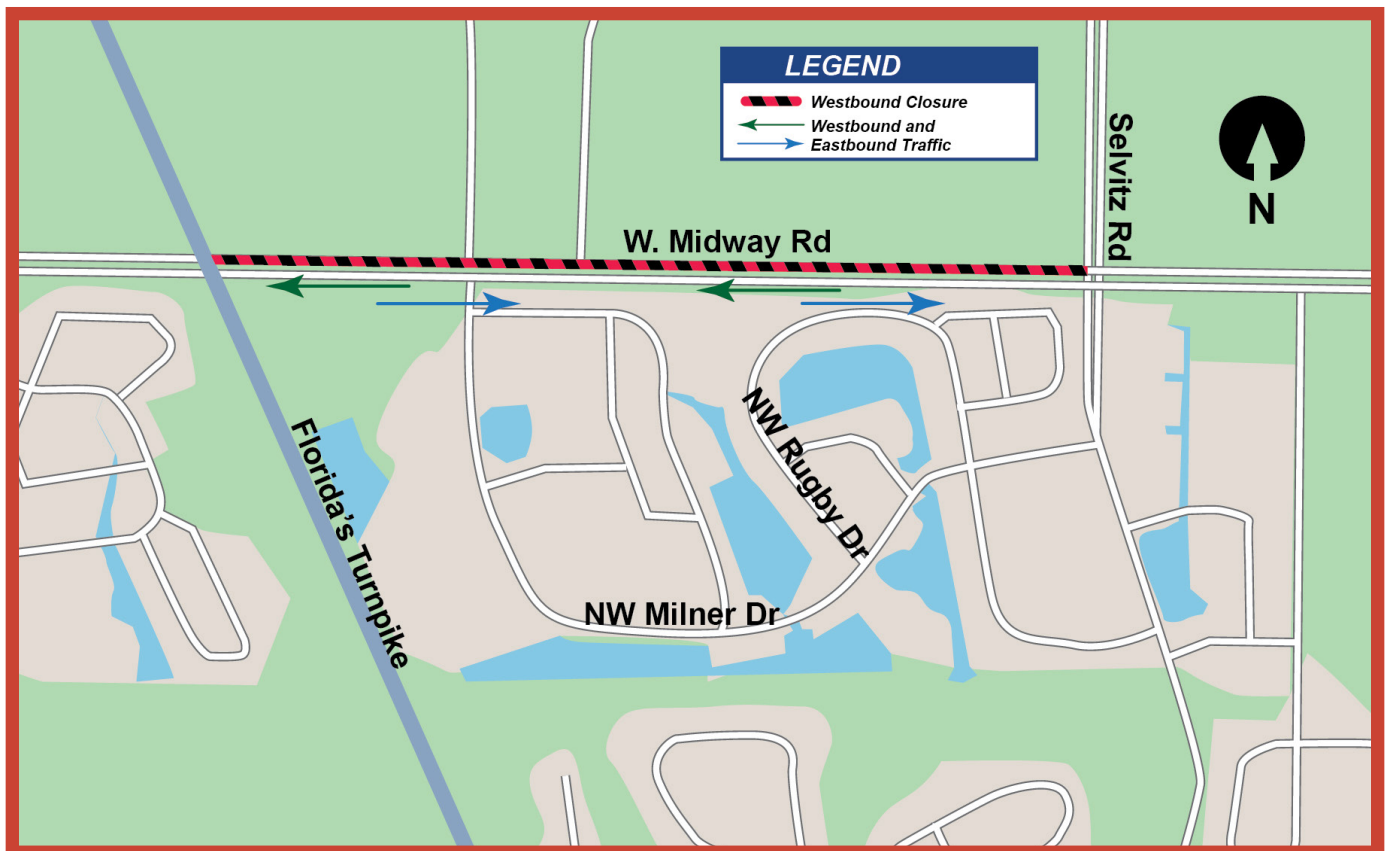 LEGEND
Westbound Closure
Westbound and
Eastbound Traffic
Selvitz Rd
N
W. Midway Rd
NW Rugby Dr
Florida's Turnpike
NW Milner Dr